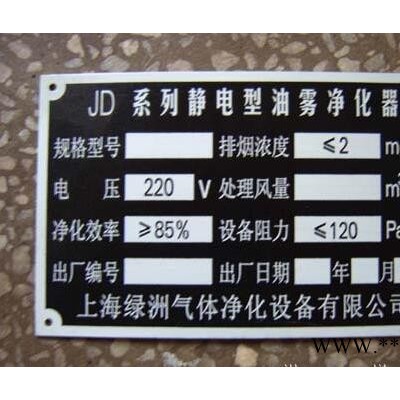 JD 系列静电型油雾净化器
规格型号 排烟浓度 ≤2 m
电 压 220 V 处理风量 m
净化效率 ≥85% 设备阻力 ≤120 Pa
出厂编号 出厂日期 年 月
上海绿洲气体净化设备有限公司
www.**